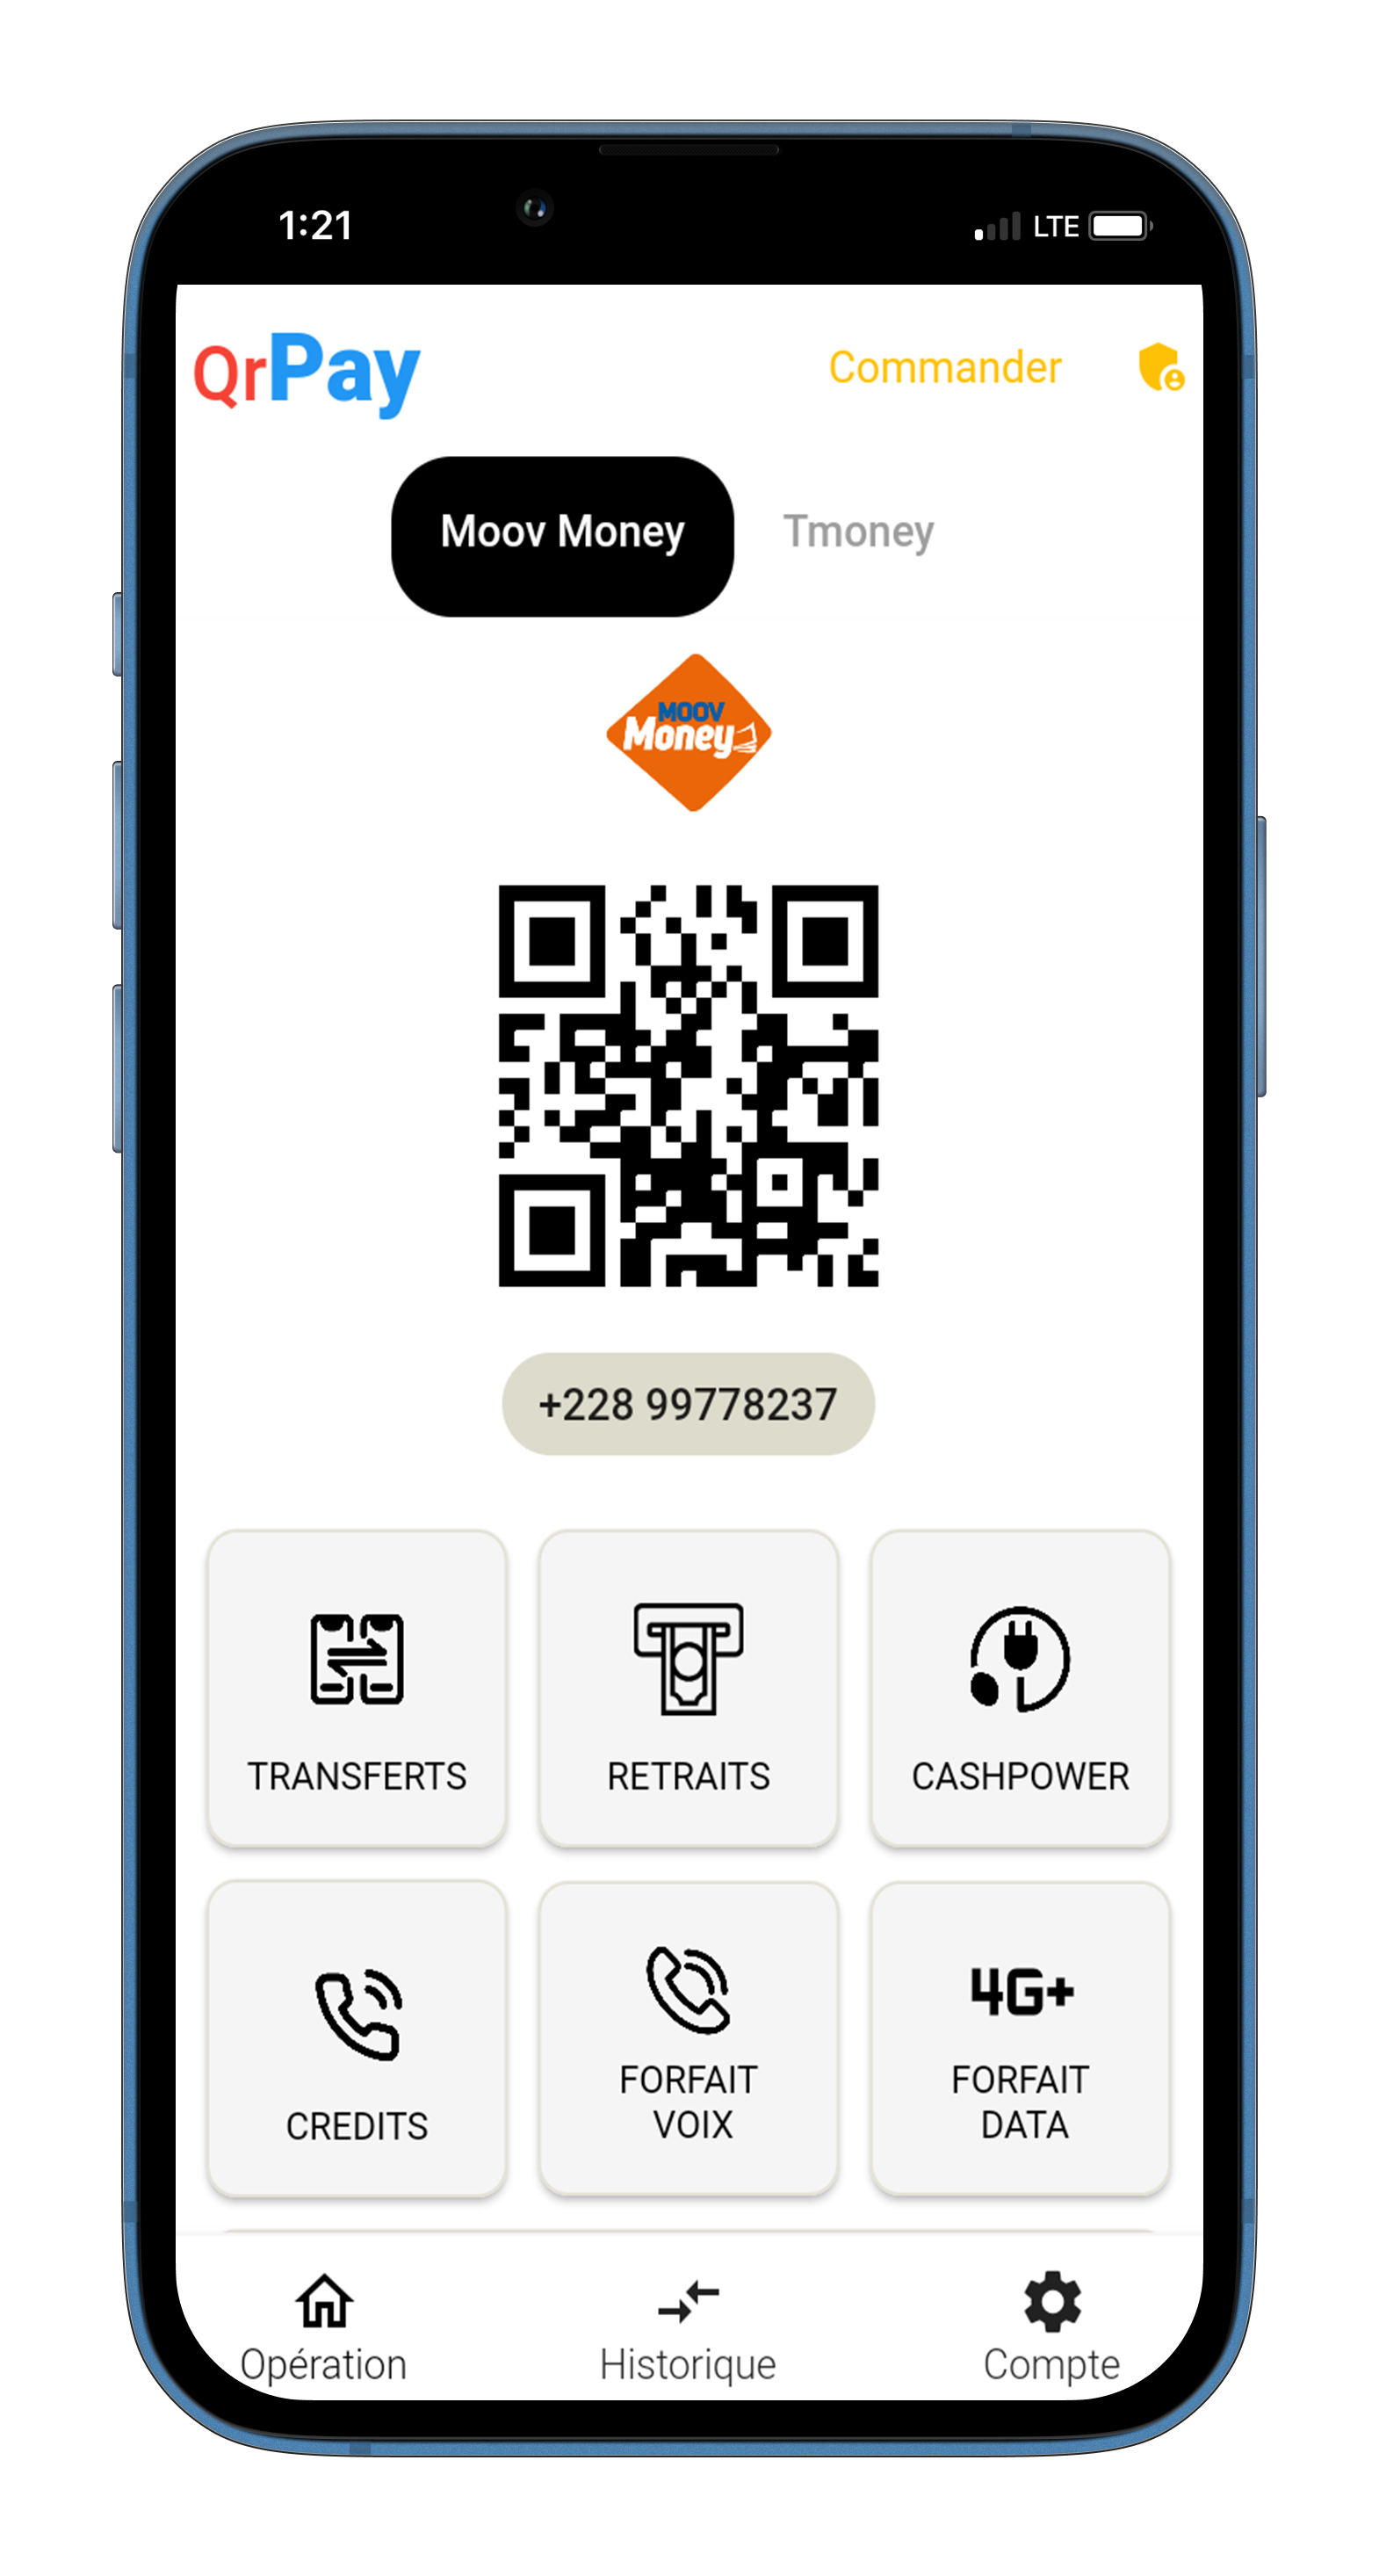 1:21
LTE
QrPay
Commander
Moov Money
Tmoney
MOOV
Money
+228 99778237
TRANSFERTS
RETRAITS
CASHPOWER
CREDITS
FORFAIT
VOIX
4G+
FORFAIT
DATA
Opération
Historique
Compte